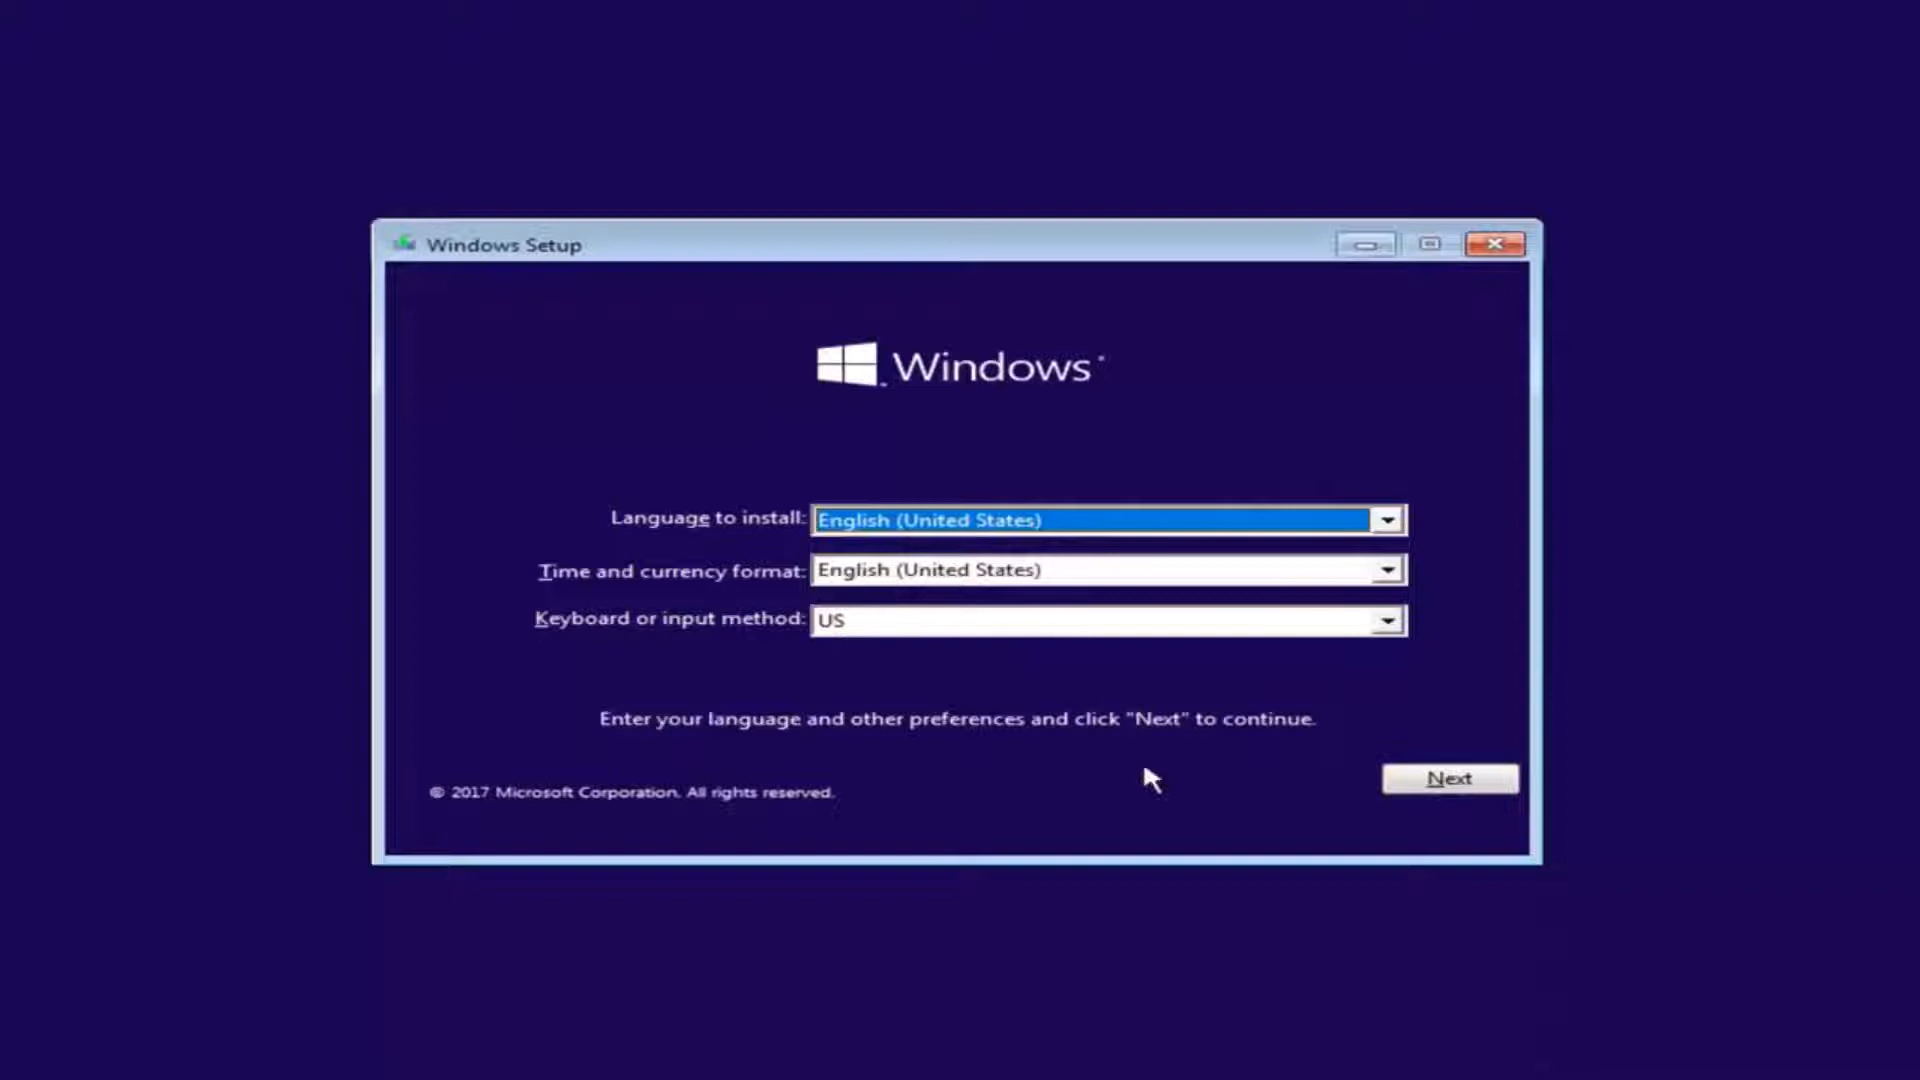 Windows Setup
Windows
Language to install: English (United States)
Time and currency format: English (United States)
Keyboard or input method: US
Enter your language and other preferences and click "Next" to continue.
© 2017 Microsoft Corporation. All rights reserved.
Next